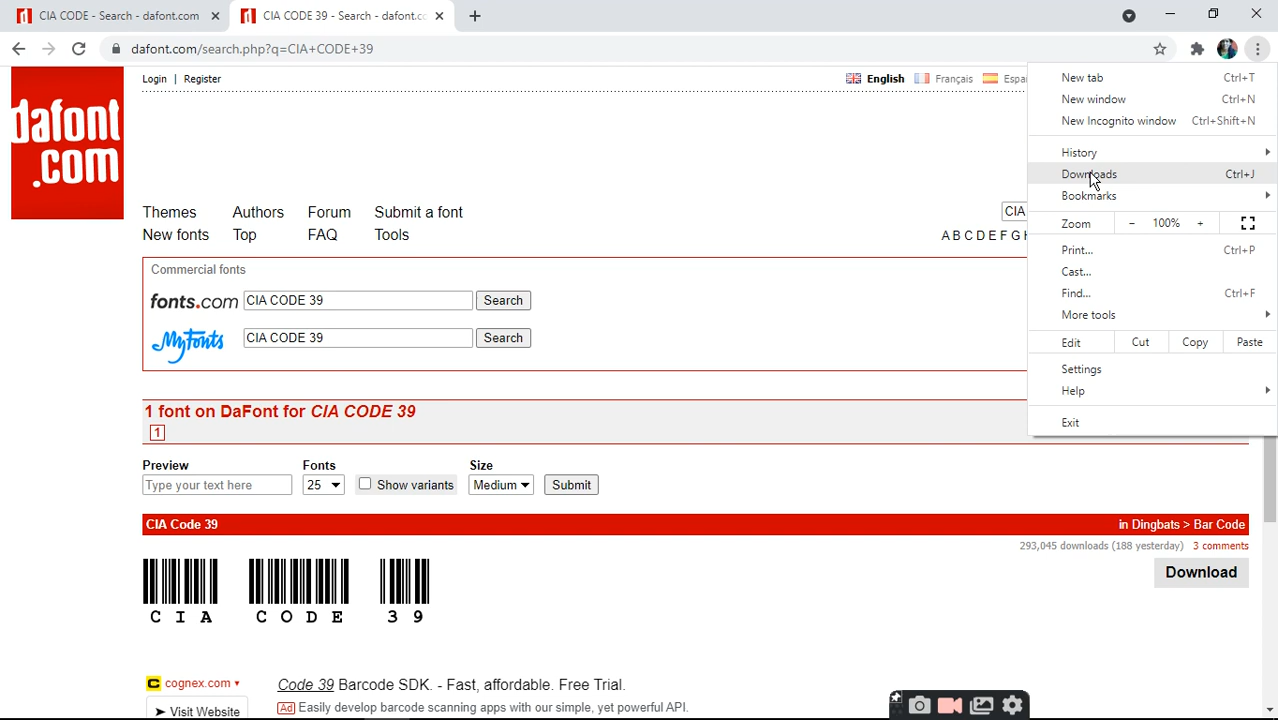 CIA CODE - Search - dafont.com
CIA CODE 39 - Search - dafont.c
dafont.com/search.php?q=CIA+CODE+39
dafont
.com
Login | Register
English Français Espa
Themes Authors Forum Submit a font
New fonts Top FAQ Tools
CIA
A B C D E F G H
Commercial fonts
fonts.com CIA CODE 39 Search
MyFonts CIA CODE 39 Search
1 font on DaFont for CIA CODE 39
1
Preview Fonts Size
Type your text here 25 Show variants Medium Submit
CIA Code 39 in Dingbats > Bar Code
293,045 downloads (188 yesterday) 3 comments
Download
C I A C O D E 3 9
cognex.com Code 39 Barcode SDK. - Fast, affordable. Free Trial.
Visit Website Ad Easily develop barcode scanning apps with our simple, yet powerful API.
New tab Ctrl+T
New window Ctrl+N
New Incognito window Ctrl+Shift+N
History
Downloads Ctrl+J
Bookmarks
Zoom − 100% +
Print... Ctrl+P
Cast...
Find... Ctrl+F
More tools
Edit Cut Copy Paste
Settings
Help
Exit